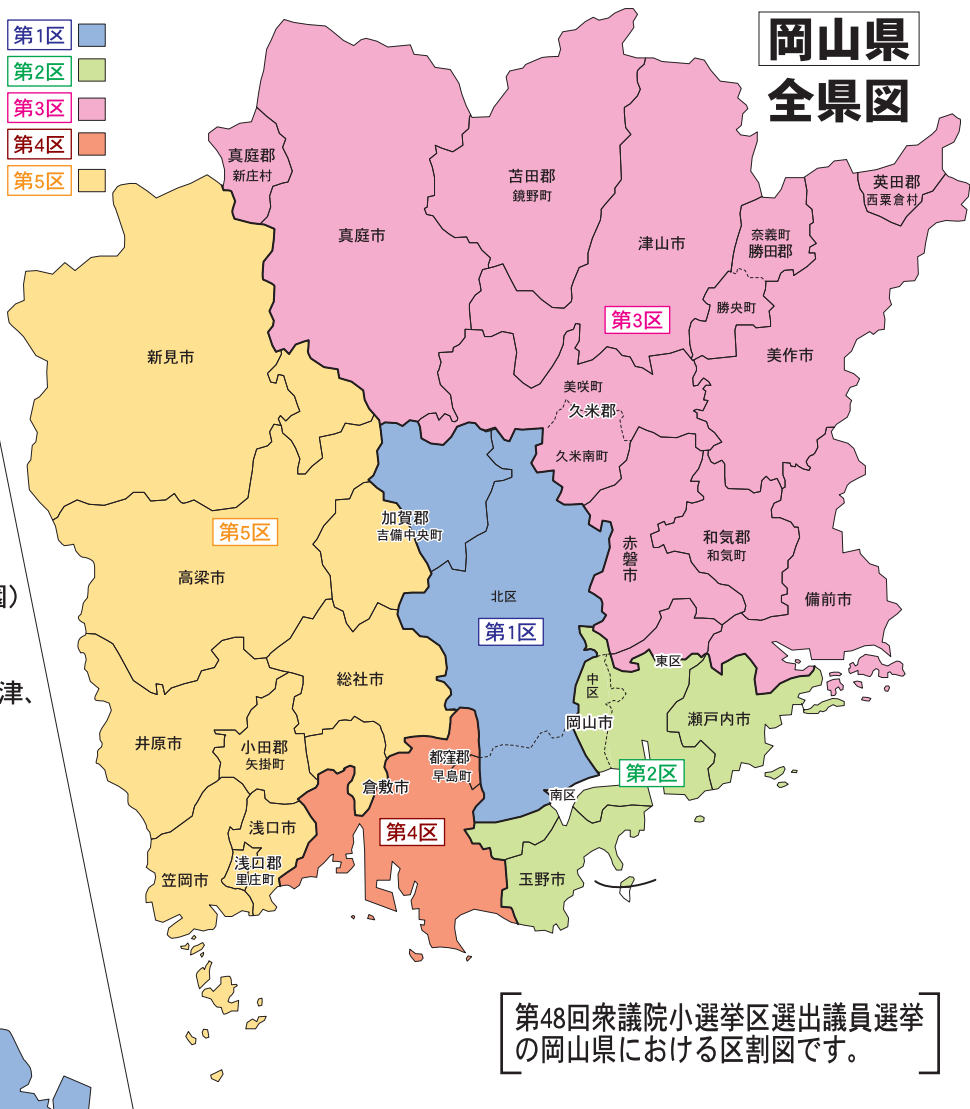 第1区
第2区
第3区
第4区
第5区
岡山県
全県図
真庭郡
新庄村
真庭市
苫田郡
鏡野町
津山市
奈義町
勝田郡
勝央町
英田郡
西粟倉村
美作市
第3区
新見市
美咲町
久米郡
久米南町
第5区
加賀郡
吉備中央町
高梁市
赤磐市
和気郡
和気町
備前市
北区
第1区
東区
中区
総社市
岡山市
瀬戸内市
井原市
小田郡
矢掛町
都窪郡
早島町
倉敷市
第2区
南区
浅口市
第4区
浅口郡
里庄町
笠岡市
玉野市
)
津、
第48回衆議院小選挙区選出議員選挙
の岡山県における区割図です。